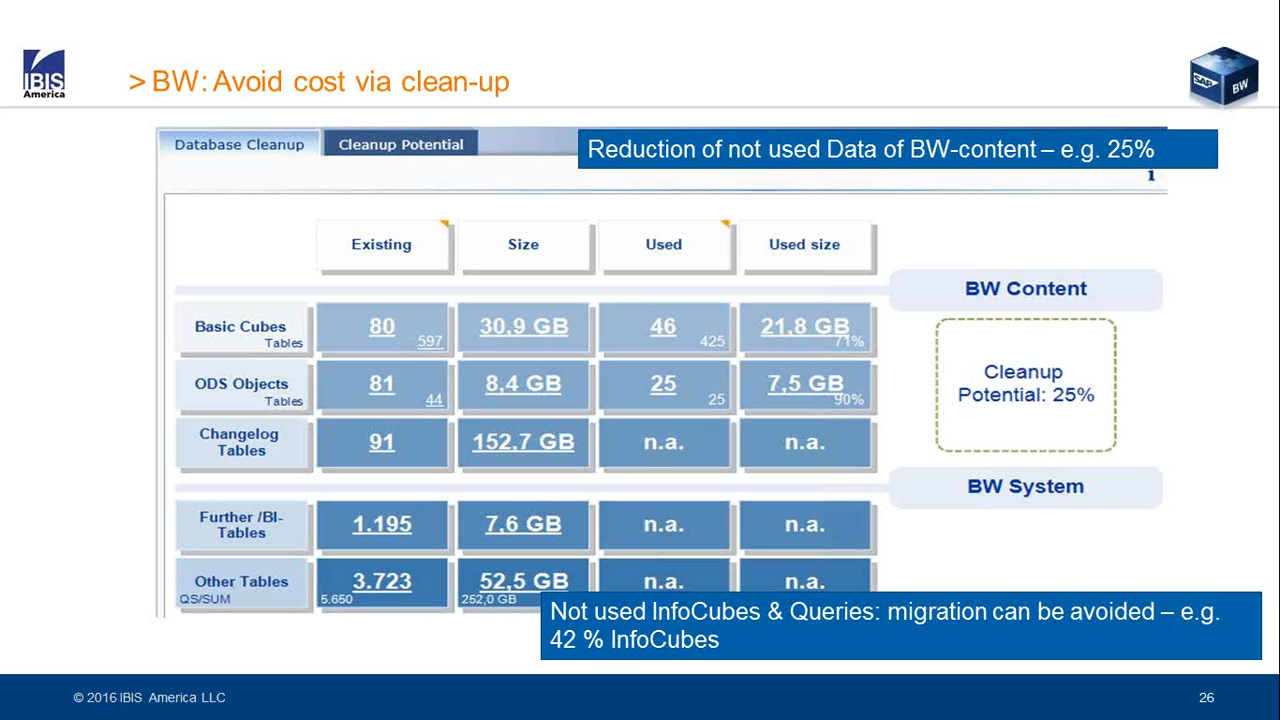 IBIS
America
> BW: Avoid cost via clean-up
SAP BW
Database Cleanup Cleanup Potential
Reduction of not used Data of BW-content – e.g. 25%
i
Existing Size Used Used size
BW Content
Basic Cubes 80 30,9 GB 46 21,8 GB
Tables 597 425 71%
ODS Objects 81 8,4 GB 25 7,5 GB
Tables 44 25 90%
Cleanup
Potential: 25%
Changelog
Tables 91 152,7 GB n.a. n.a.
BW System
Further /BI-
Tables 1.195 7,6 GB n.a. n.a.
Other Tables 3.723 52,5 GB n.a. n.a.
QS/SUM 5.650 252,0 GB
Not used InfoCubes & Queries: migration can be avoided – e.g.
42 % InfoCubes
© 2016 IBIS America LLC
26